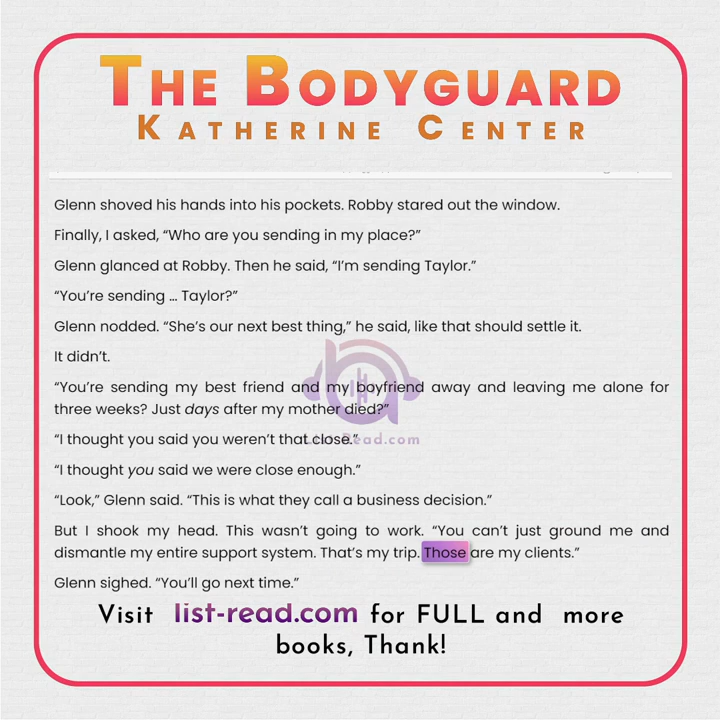 THE BODYGUARD
KATHERINE CENTER
Glenn shoved his hands into his pockets. Robby stared out the window.
Finally, I asked, “Who are you sending in my place?”
Glenn glanced at Robby. Then he said, “I’m sending Taylor.”
“You’re sending … Taylor?”
Glenn nodded. “She’s our next best thing,” he said, like that should settle it.
It didn’t.
“You’re sending my best friend and my boyfriend away and leaving me alone for
three weeks? Just days after my mother died?”
“I thought you said you weren’t that close.”
List-Read.com
“I thought you said we were close enough.”
“Look,” Glenn said. “This is what they call a business decision.”
But I shook my head. This wasn’t going to work. “You can’t just ground me and
dismantle my entire support system. That’s my trip. Those are my clients.”
Glenn sighed. “You’ll go next time.”
Visit list-read.com for FULL and more
books, Thank!